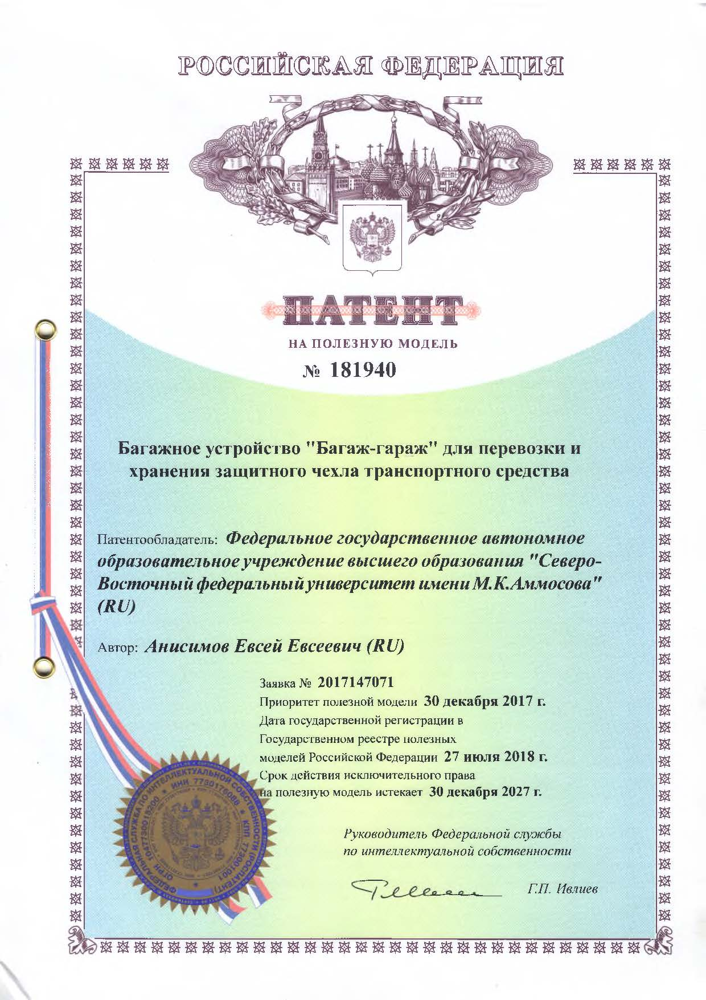 РОССИЙСКАЯ ФЕДЕРАЦИЯ
ПАТЕНТ
НА ПОЛЕЗНУЮ МОДЕЛЬ
№ 181940
Багажное устройство "Багаж-гараж" для перевозки и
хранения защитного чехла транспортного средства
Патентообладатель: Федеральное государственное автономное
образовательное учреждение высшего образования "Северо-
Восточный федеральный университет имени М.К.Аммосова"
(RU)
Автор: Анисимов Евсей Евсеевич (RU)
Заявка № 2017147071
Приоритет полезной модели 30 декабря 2017 г.
Дата государственной регистрации в
Государственном реестре полезных
моделей Российской Федерации 27 июля 2018 г.
Срок действия исключительного права
на полезную модель истекает 30 декабря 2027 г.
Руководитель Федеральной службы
по интеллектуальной собственности
Г.П. Ивлиев
ФЕДЕРАЛЬНАЯ СЛУЖБА ПО ИНТЕЛЛЕКТУАЛЬНОЙ СОБСТВЕННОСТИ (РОСПАТЕНТ)
ОГРН 1047730015200 * ИНН 7730176088 * КПП 773001001